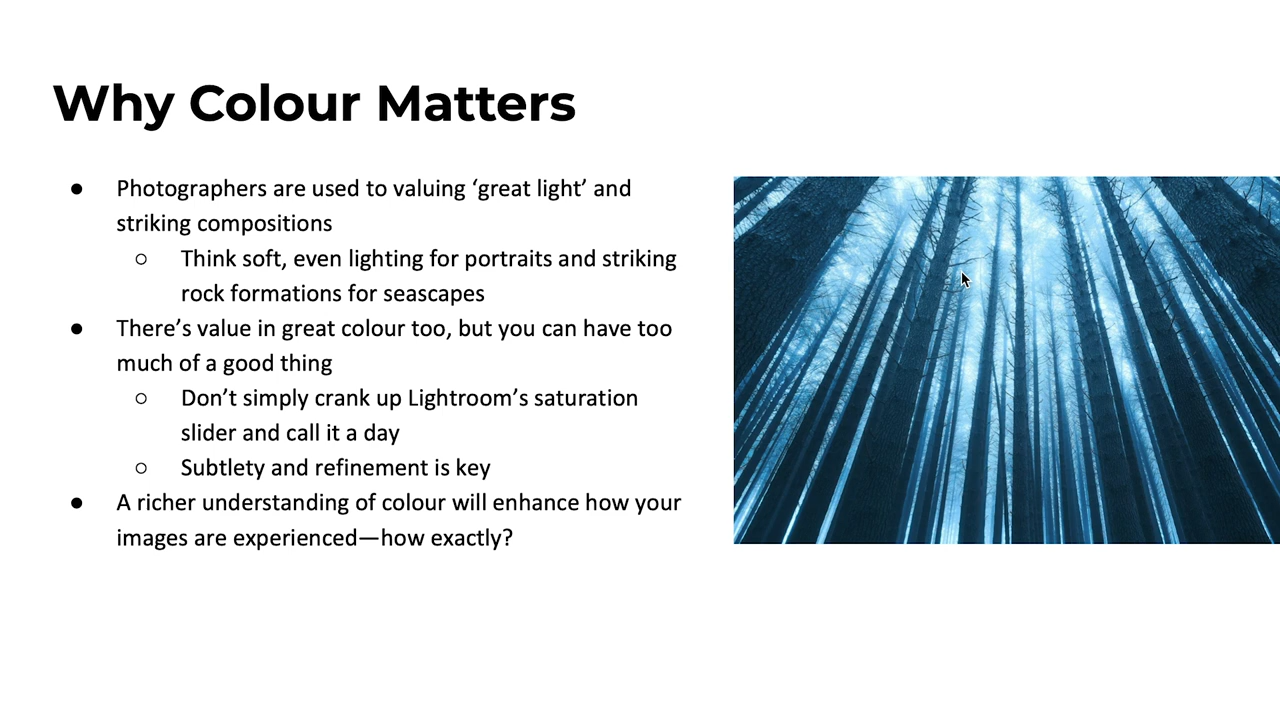 Why Colour Matters
● Photographers are used to valuing ‘great light’ and
striking compositions
○ Think soft, even lighting for portraits and striking
rock formations for seascapes
● There’s value in great colour too, but you can have too
much of a good thing
○ Don’t simply crank up Lightroom’s saturation
slider and call it a day
○ Subtlety and refinement is key
● A richer understanding of colour will enhance how your
images are experienced—how exactly?